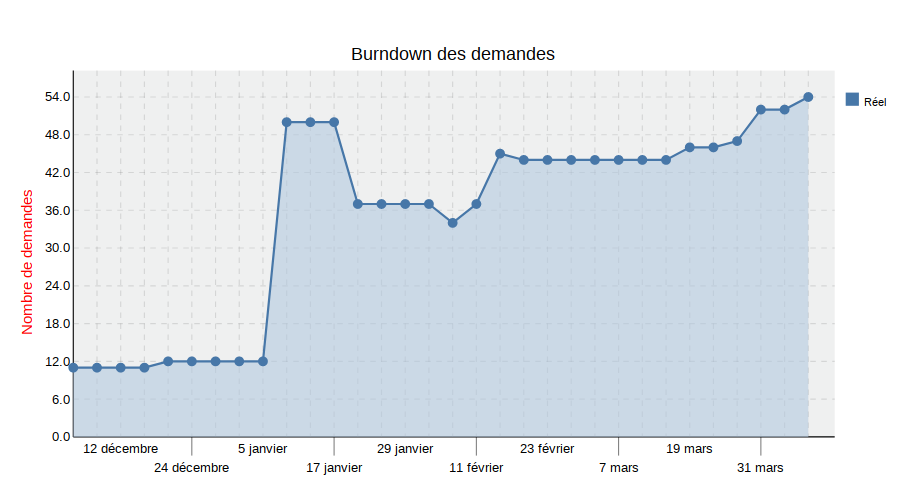 Burndown des demandes
Réel
Nombre de demandes
54.0
48.0
42.0
36.0
30.0
24.0
18.0
12.0
6.0
0.0
12 décembre
24 décembre
5 janvier
17 janvier
29 janvier
11 février
23 février
7 mars
19 mars
31 mars